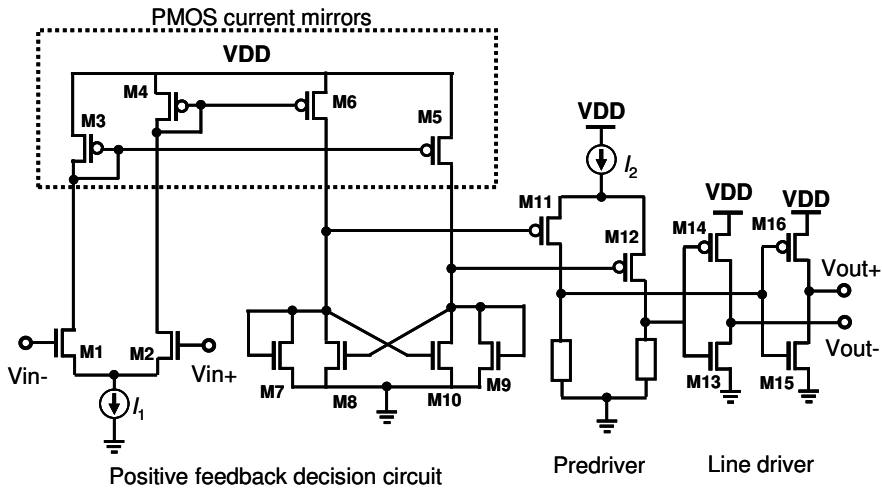 PMOS current mirrors
VDD
M4
M6
M3
M5
VDD
I2
M11
VDD
M14
M16
VDD
M12
Vout+
Vout-
M1
M2
Vin-
Vin+
M7
M8
M10
M9
M13
M15
I1
Positive feedback decision circuit
Predriver
Line driver